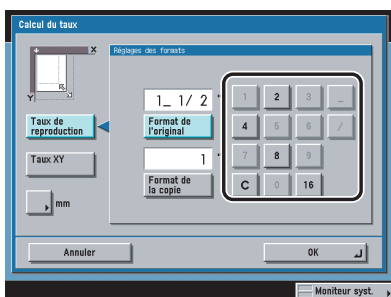 Calcul du taux
X
Réglages des formats
Y
1_ 1/ 2 "
Taux de
reproduction
Format de
l'original
Taux XY
1 "
Format de
la copie
mm
1 2 3 _
4 5 6 /
7 8 9
C 0 16
Annuler
OK
Moniteur syst.